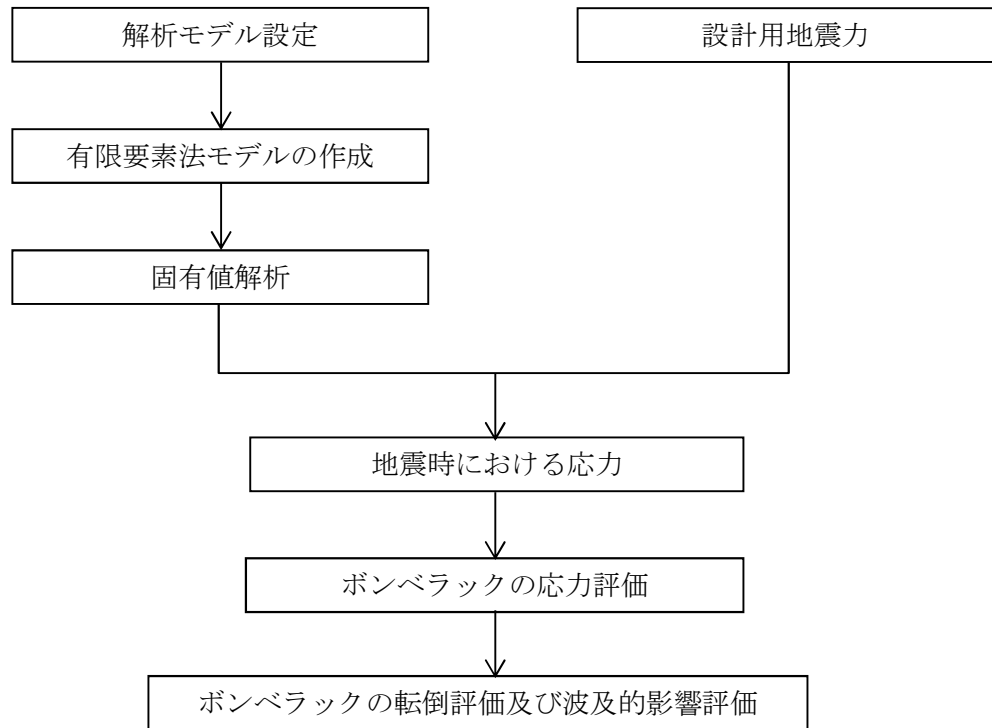 解析モデル設定
設計用地震力
有限要素法モデルの作成
固有値解析
地震時における応力
ボンベラックの応力評価
ボンベラックの転倒評価及び波及的影響評価